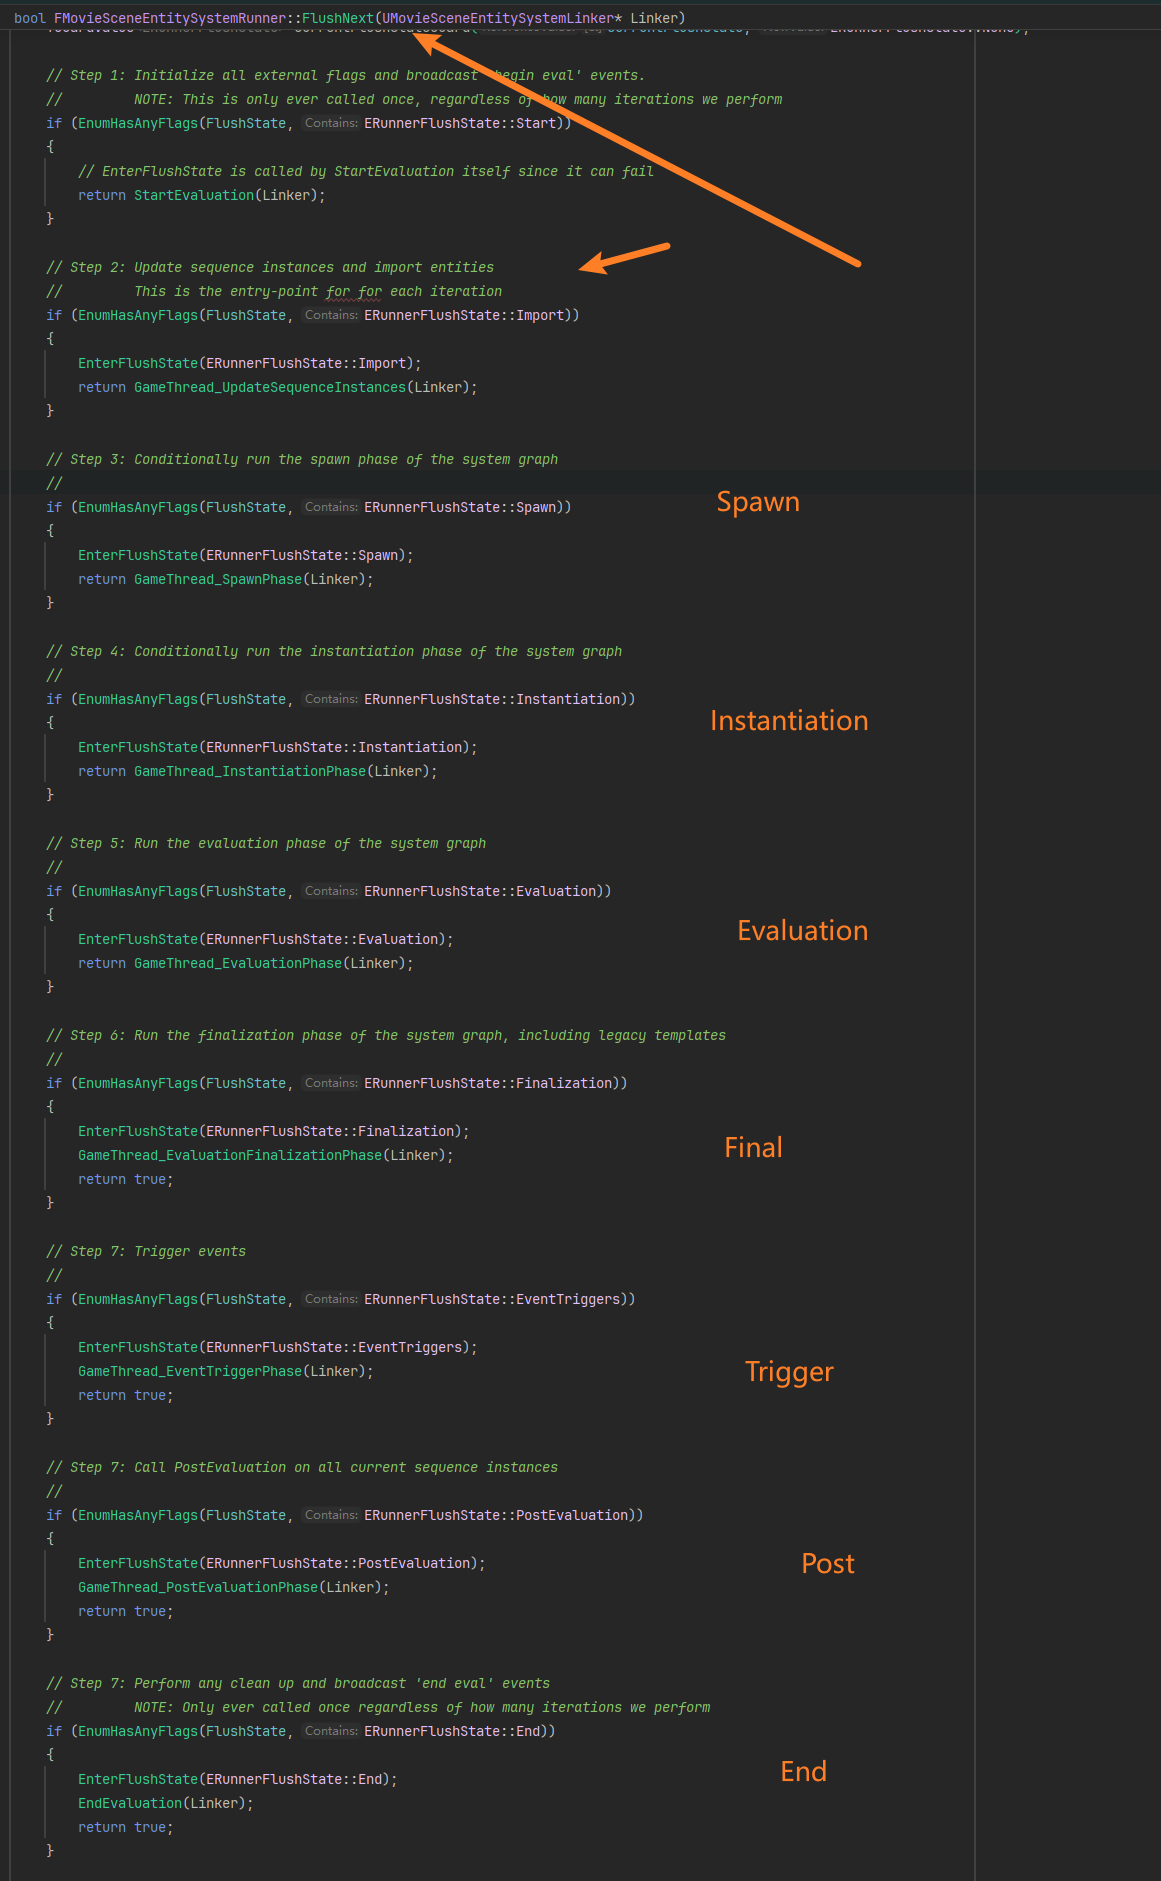 bool FMovieSceneEntitySystemRunner::FlushNext(UMovieSceneEntitySystemLinker* Linker)
// Step 1: Initialize all external flags and broadcast 'begin eval' events.
// NOTE: This is only ever called once, regardless of how many iterations we perform
if (EnumHasAnyFlags(FlushState, Contains: ERunnerFlushState::Start))
{
// EnterFlushState is called by StartEvaluation itself since it can fail
return StartEvaluation(Linker);
}
// Step 2: Update sequence instances and import entities
// This is the entry-point for for each iteration
if (EnumHasAnyFlags(FlushState, Contains: ERunnerFlushState::Import))
{
EnterFlushState(ERunnerFlushState::Import);
return GameThread_UpdateSequenceInstances(Linker);
}
// Step 3: Conditionally run the spawn phase of the system graph
//
if (EnumHasAnyFlags(FlushState, Contains: ERunnerFlushState::Spawn))
Spawn
{
EnterFlushState(ERunnerFlushState::Spawn);
return GameThread_SpawnPhase(Linker);
}
// Step 4: Conditionally run the instantiation phase of the system graph
//
if (EnumHasAnyFlags(FlushState, Contains: ERunnerFlushState::Instantiation))
Instantiation
{
EnterFlushState(ERunnerFlushState::Instantiation);
return GameThread_InstantiationPhase(Linker);
}
// Step 5: Run the evaluation phase of the system graph
//
if (EnumHasAnyFlags(FlushState, Contains: ERunnerFlushState::Evaluation))
{
Evaluation
EnterFlushState(ERunnerFlushState::Evaluation);
return GameThread_EvaluationPhase(Linker);
}
// Step 6: Run the finalization phase of the system graph, including legacy templates
//
if (EnumHasAnyFlags(FlushState, Contains: ERunnerFlushState::Finalization))
{
EnterFlushState(ERunnerFlushState::Finalization);
Final
GameThread_EvaluationFinalizationPhase(Linker);
return true;
}
// Step 7: Trigger events
//
if (EnumHasAnyFlags(FlushState, Contains: ERunnerFlushState::EventTriggers))
{
EnterFlushState(ERunnerFlushState::EventTriggers);
GameThread_EventTriggerPhase(Linker);
Trigger
return true;
}
// Step 7: Call PostEvaluation on all current sequence instances
//
if (EnumHasAnyFlags(FlushState, Contains: ERunnerFlushState::PostEvaluation))
{
EnterFlushState(ERunnerFlushState::PostEvaluation);
Post
GameThread_PostEvaluationPhase(Linker);
return true;
}
// Step 7: Perform any clean up and broadcast 'end eval' events
// NOTE: Only ever called once regardless of how many iterations we perform
if (EnumHasAnyFlags(FlushState, Contains: ERunnerFlushState::End))
{
End
EnterFlushState(ERunnerFlushState::End);
EndEvaluation(Linker);
return true;
}